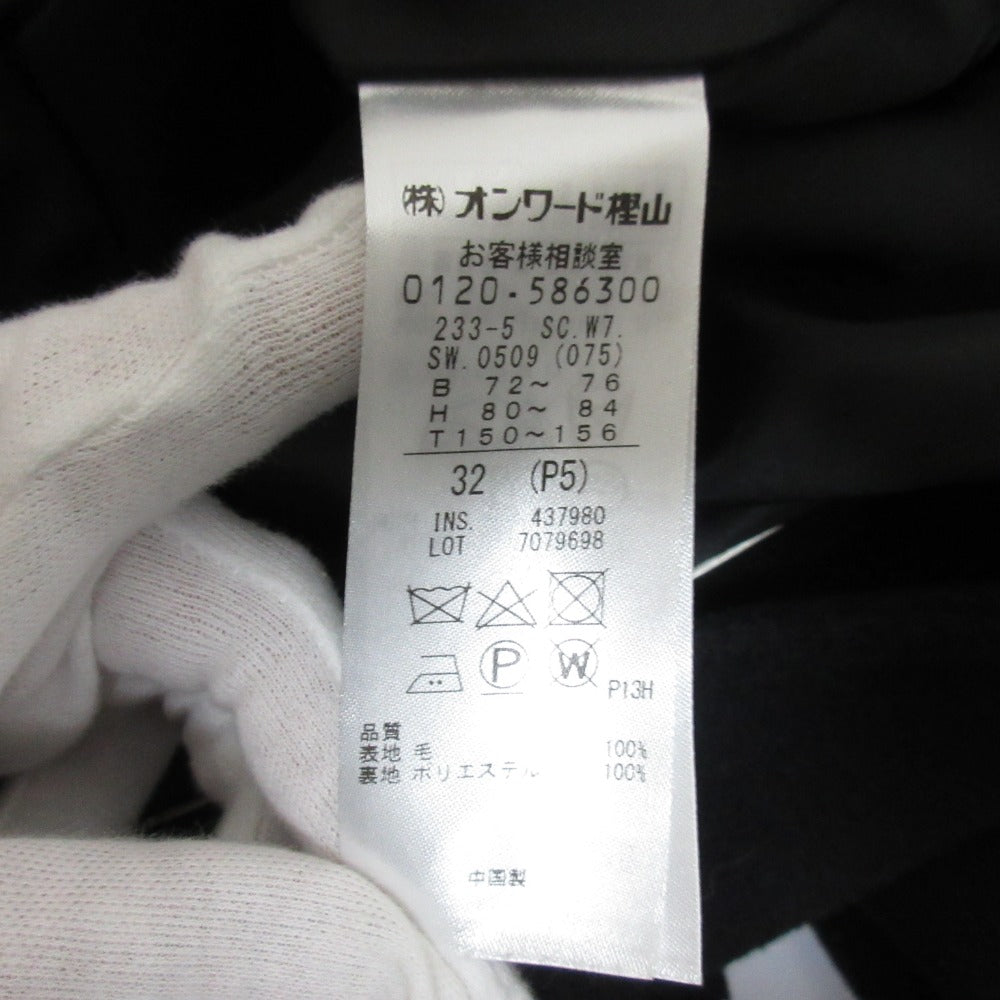 ㈱オンワード樫山
お客様相談室
0120-586300
233-5 SC.W7.
SW.0509 (075)
B 72～ 76
H 80～ 84
T150～156
32 (P5)
INS. 437980
LOT 7079698
P
W
P13H
品質
表地 毛 100%
裏地 ポリエステル 100%
中国製